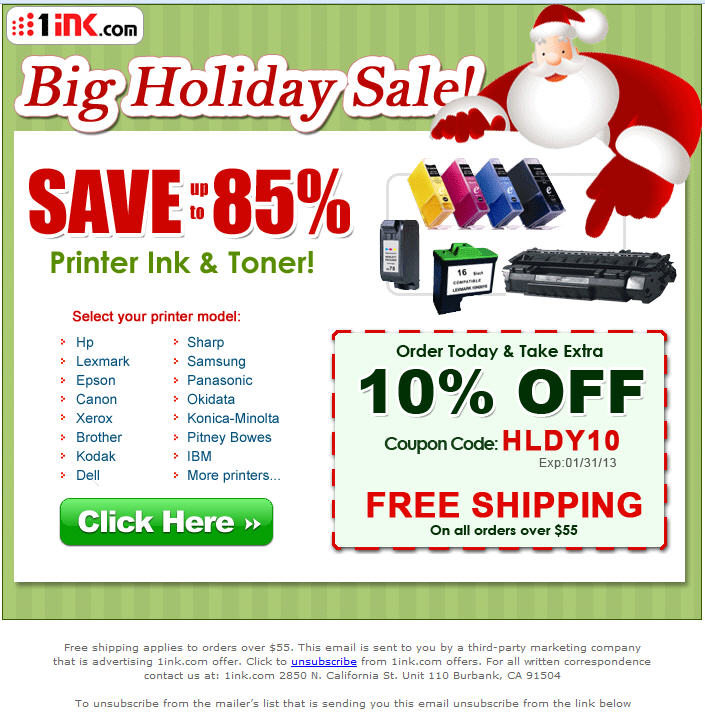 1ink.com
Big Holiday Sale!
SAVE up to 85%
Printer Ink & Toner!
Select your printer model:
Hp
Lexmark
Epson
Canon
Xerox
Brother
Kodak
Dell
Sharp
Samsung
Panasonic
Okidata
Konica-Minolta
Pitney Bowes
IBM
More printers...
Click Here »
78
16 Black
COMPATIBLE
Order Today & Take Extra
10% OFF
Coupon Code: HLDY10
Exp:01/31/13
FREE SHIPPING
On all orders over $55
Free shipping applies to orders over $55. This email is sent to you by a third-party marketing company
that is advertising 1ink.com offer. Click to unsubscribe from 1ink.com offers. For all written correspondence
contact us at: 1ink.com 2850 N. California St. Unit 110 Burbank, CA 91504
To unsubscribe from the mailer's list that is sending you this email unsubscribe from the link below